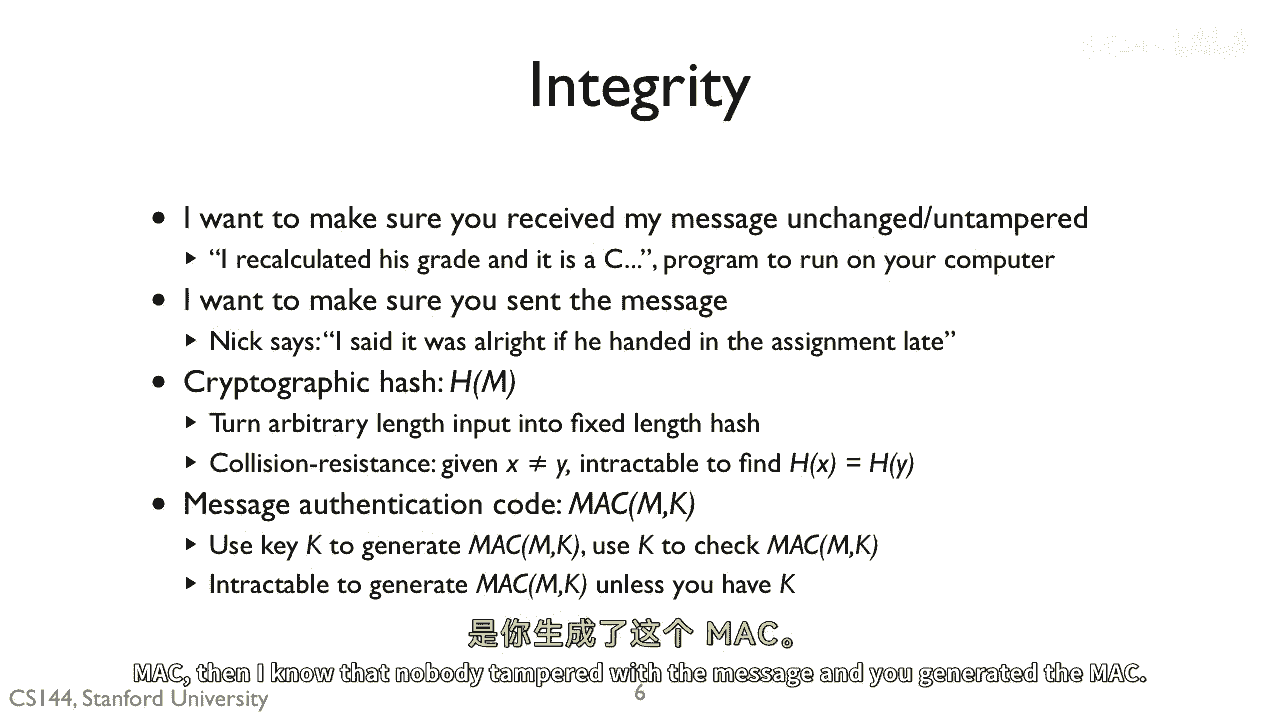 Integrity
• I want to make sure you received my message unchanged/untampered
▸ “I recalculated his grade and it is a C...”, program to run on your computer
• I want to make sure you sent the message
▸ Nick says: “I said it was alright if he handed in the assignment late”
• Cryptographic hash: H(M)
▸ Turn arbitrary length input into fixed length hash
▸ Collision-resistance: given x ≠ y, intractable to find H(x) = H(y)
• Message authentication code: MAC(M,K)
▸ Use key K to generate MAC(M,K), use K to check MAC(M,K)
▸ Intractable to generate MAC(M,K) unless you have K
是你生成了这个 MAC。
MAC, then I know that nobody tampered with the message and you generated the MAC.
CS144, Stanford University
6